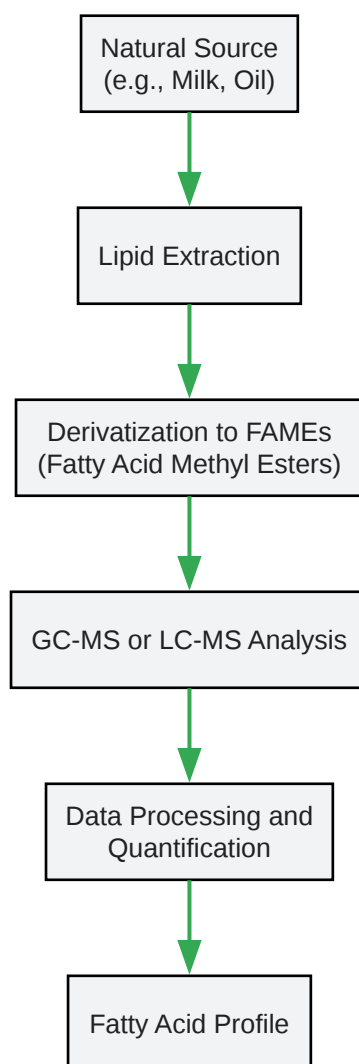 Natural Source
(e.g., Milk, Oil)
Lipid Extraction
Derivatization to FAMEs
(Fatty Acid Methyl Esters)
GC-MS or LC-MS Analysis
Data Processing and
Quantification
Fatty Acid Profile